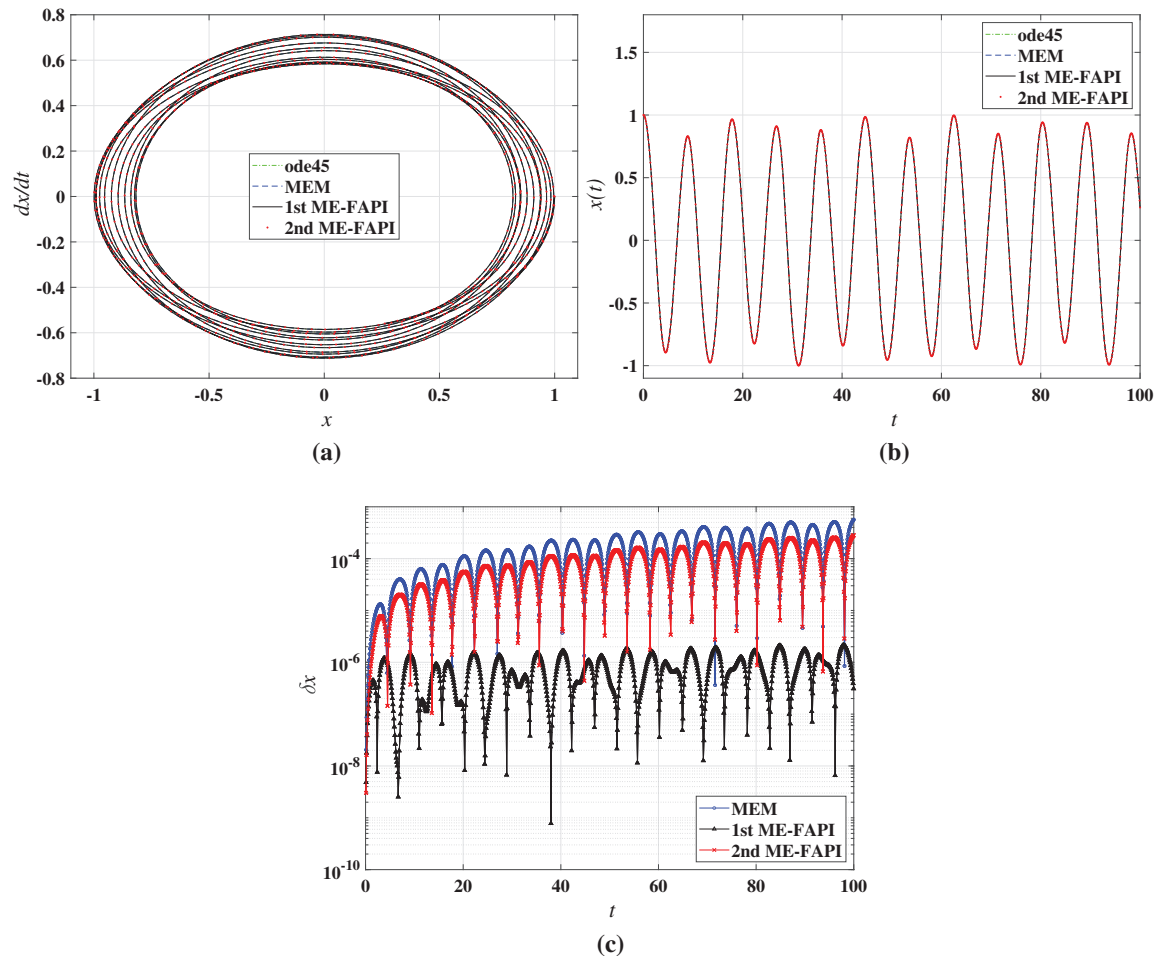 0.8
0.6
0.4
0.2
0
-0.2
-0.4
-0.6
-0.8
dx/dt
ode45
MEM
1st ME-FAPI
2nd ME-FAPI
-1
-0.5
0
0.5
1
x
(a)
1.5
1
0.5
0
-0.5
-1
x(t)
ode45
MEM
1st ME-FAPI
2nd ME-FAPI
0
20
40
60
80
100
t
(b)
10-4
10-6
10-8
10-10
δx
MEM
1st ME-FAPI
2nd ME-FAPI
0
20
40
60
80
100
t
(c)